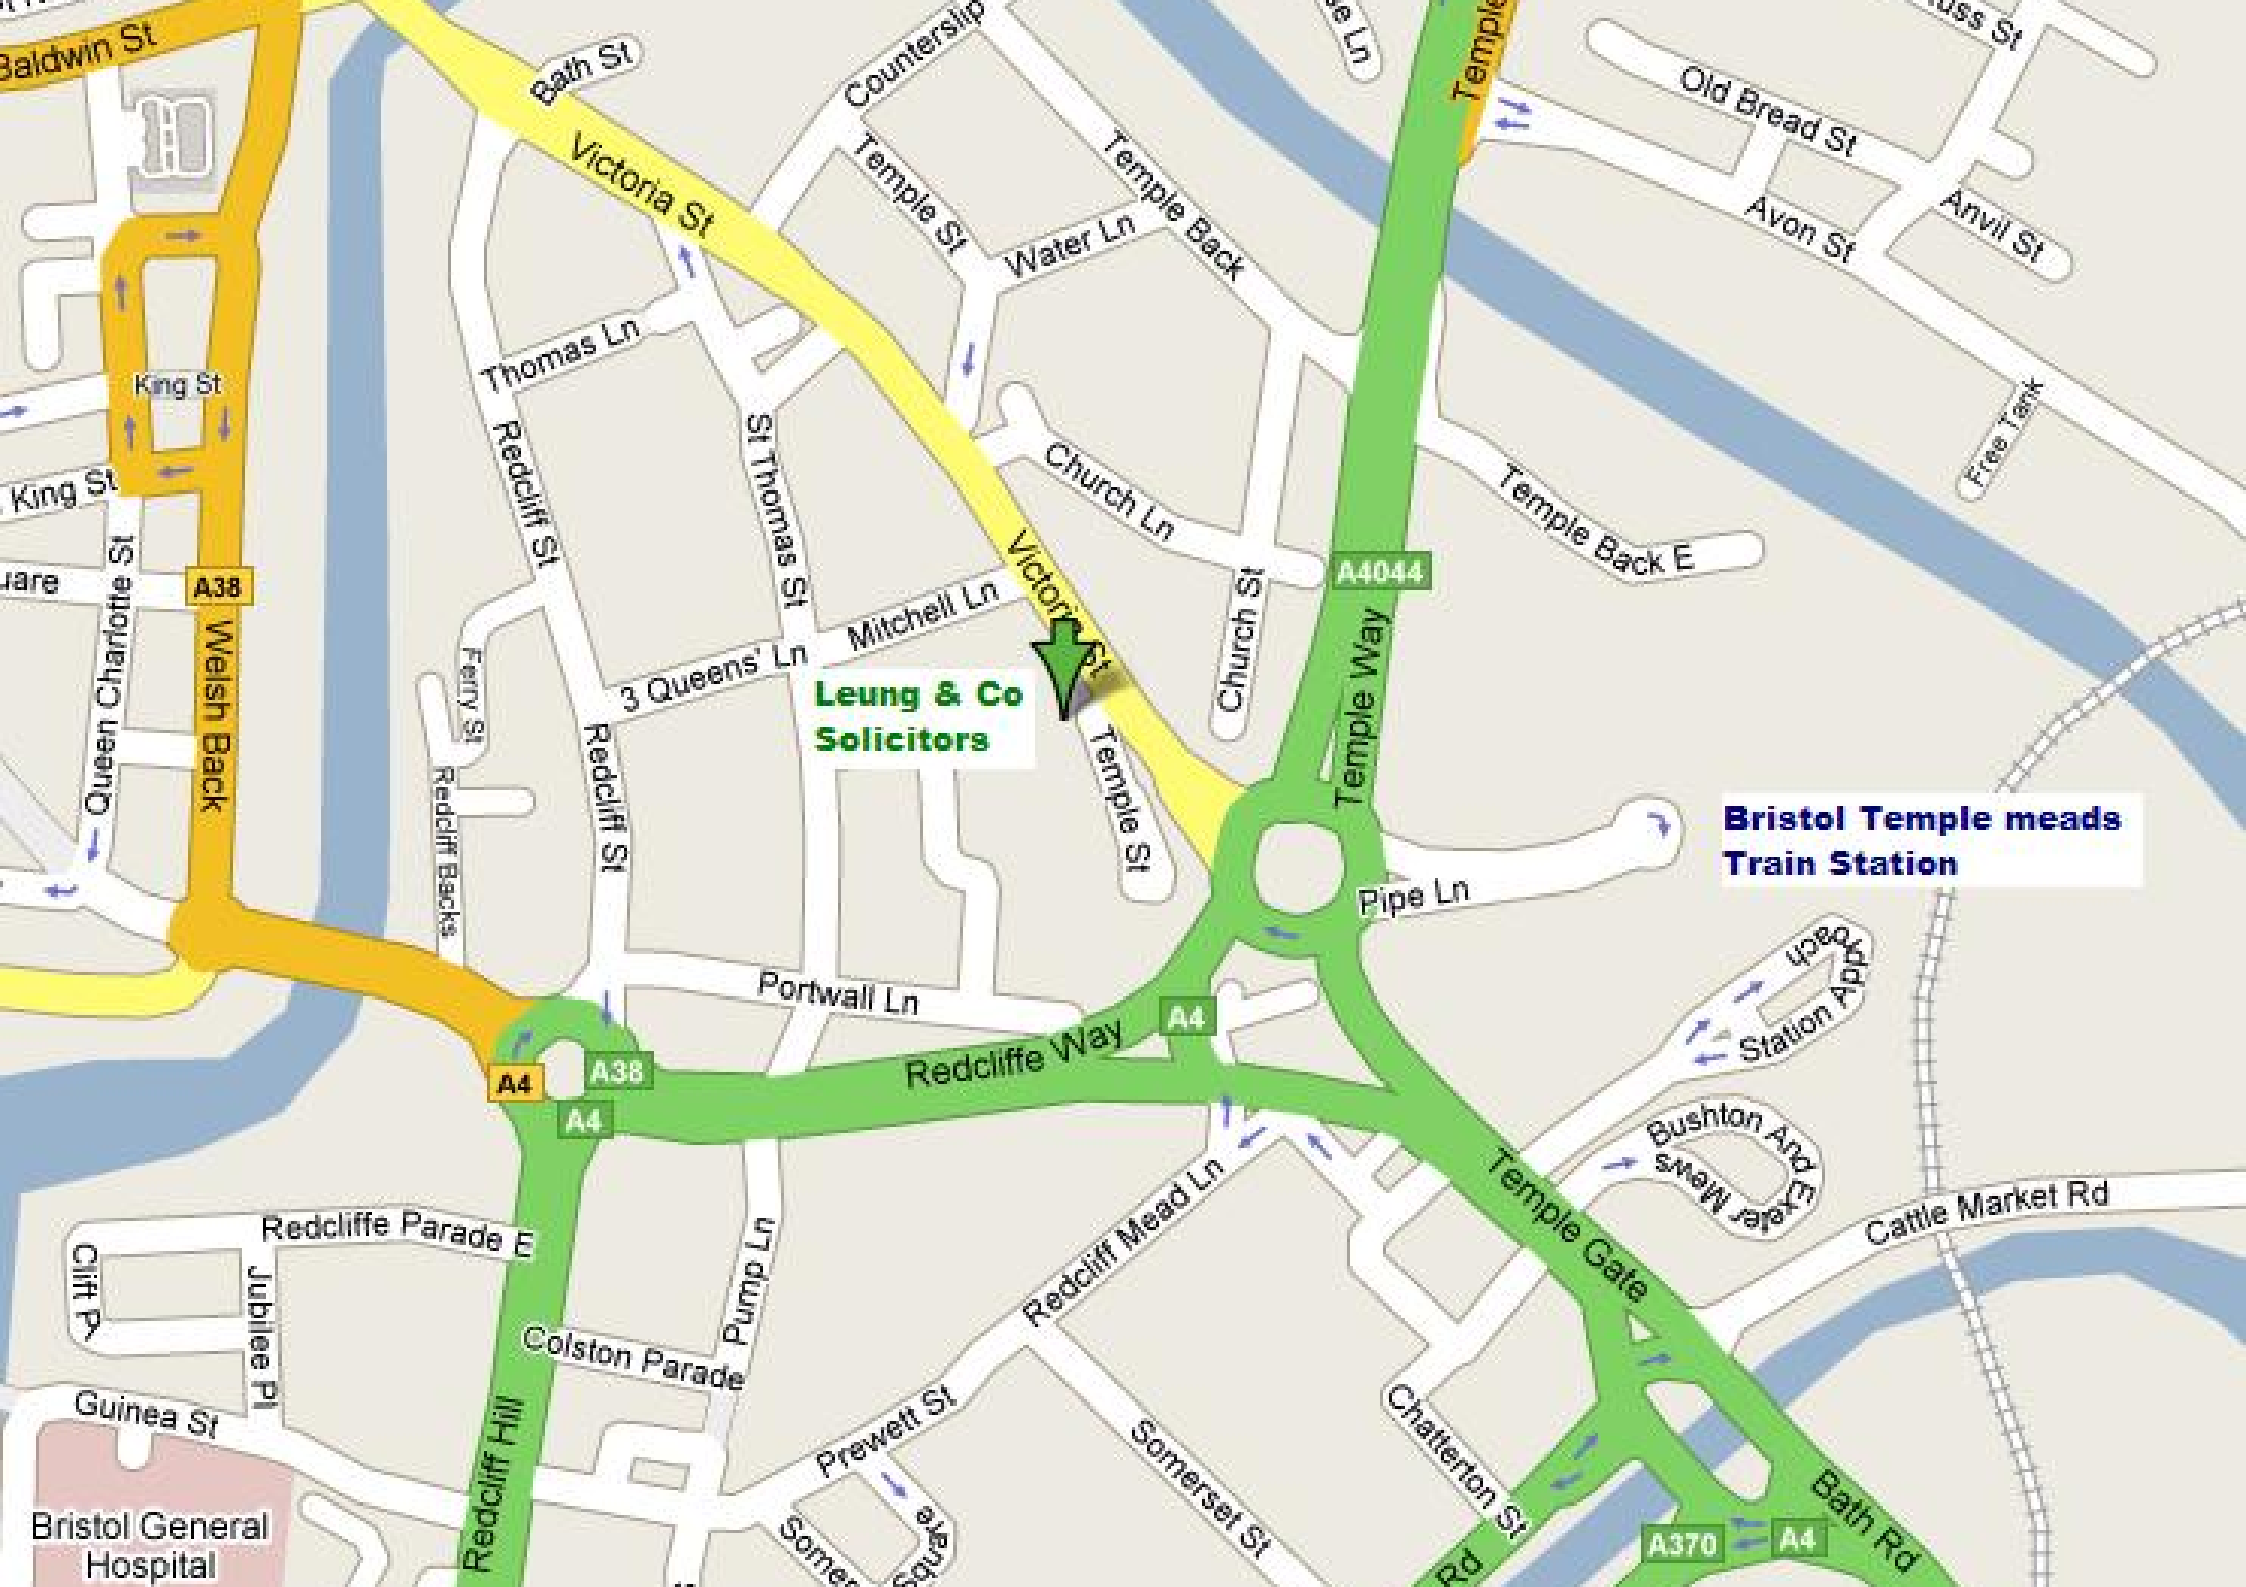 Baldwin St
Bath St
Counterslip
Temple
Old Bread St
Victoria St
Temple St
Temple Back
Water Ln
Avon St
Anvil St
Thomas Ln
King St
Free Tank
Redcliff St
St Thomas St
Church Ln
King St
Temple Back E
A4044
A38
Queen Charlotte St
Welsh Back
Victoria St
Mitchell Ln
Church St
Temple Way
3 Queens' Ln
Ferry St
Leung & Co
Solicitors
Temple St
Redcliff St
Redcliff Backs
Temple Way
Bristol Temple meads
Train Station
Pipe Ln
Portwall Ln
Station Approach
A4
Redcliffe Way
A38
A4
A4
Bushton And Exeter Mews
Temple Gate
Cattle Market Rd
Redcliff Mead Ln
Redcliffe Parade E
Clift P
Jubilee Pl
Pump Ln
Colston Parade
Guinea St
Redcliff Hill
Prewett St
Somerset St
Chatterton St
Bath Rd
Bristol General
Hospital
Square
A370
A4
Rd